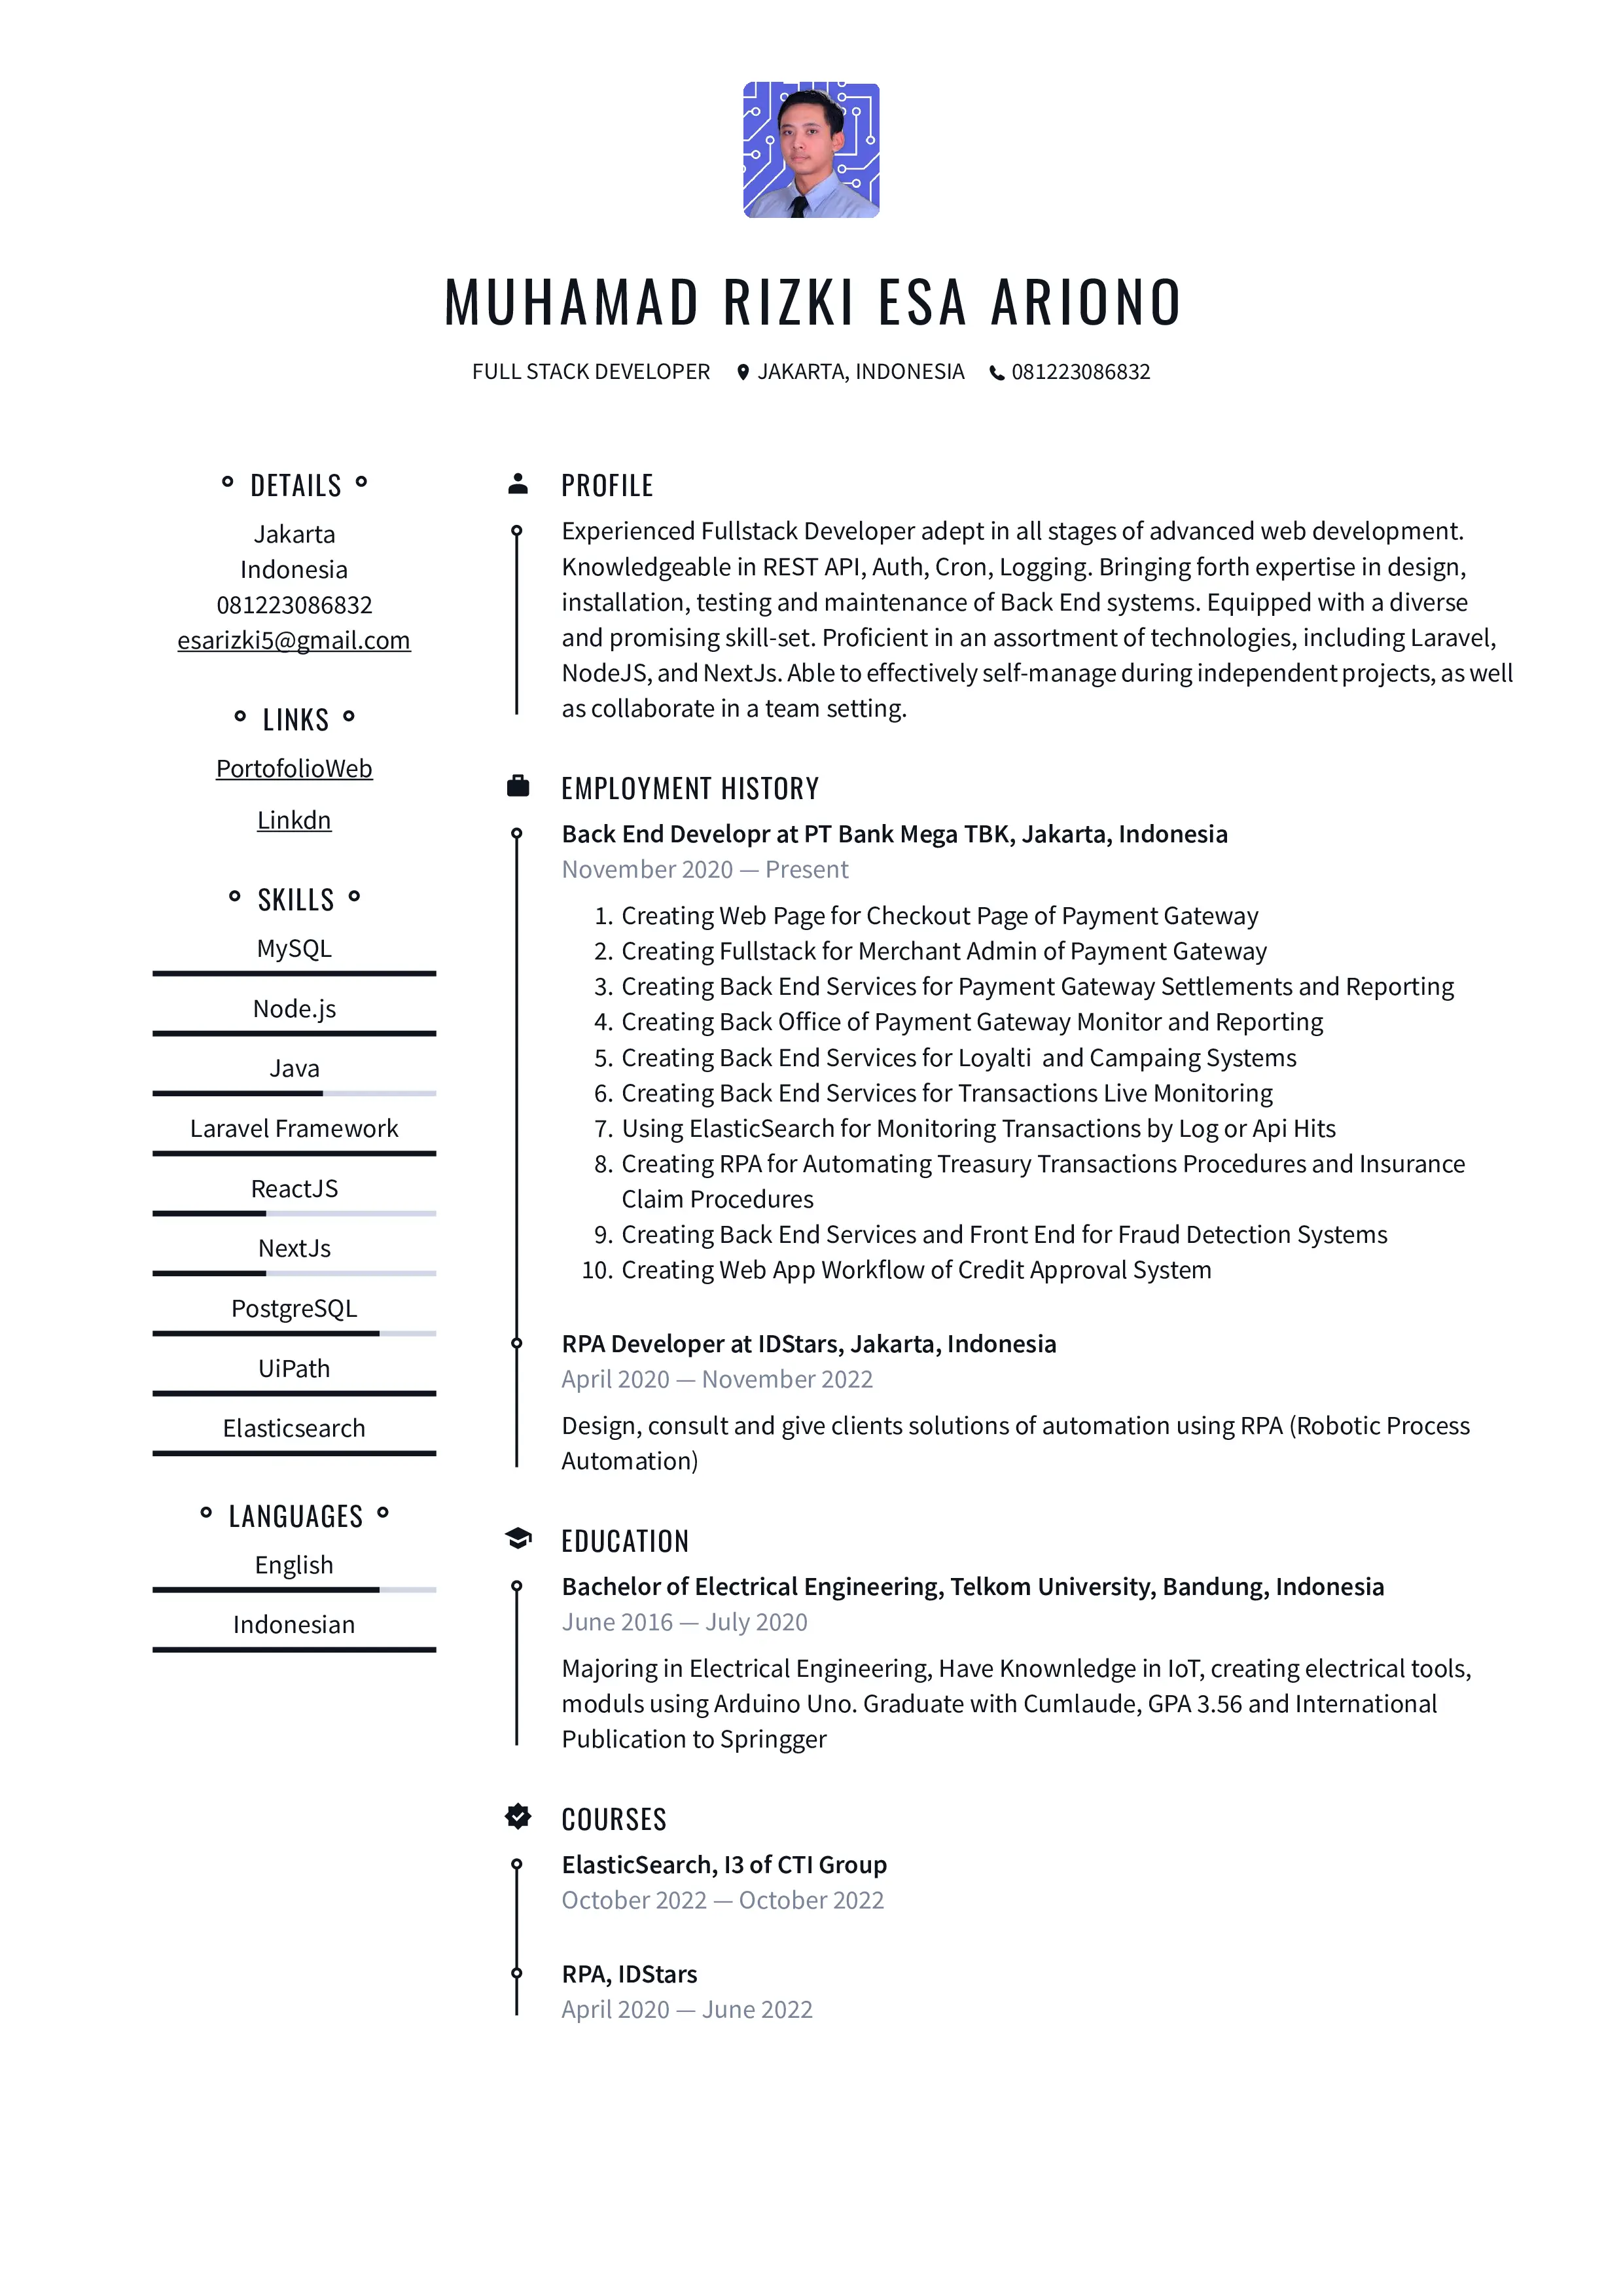 MUHAMAD RIZKI ESA ARIONO
FULL STACK DEVELOPER JAKARTA, INDONESIA 081223086832
DETAILS
Jakarta
Indonesia
081223086832
esarizki5@gmail.com
LINKS
PortofolioWeb
Linkdn
SKILLS
MySQL
Node.js
Java
Laravel Framework
ReactJS
NextJs
PostgreSQL
UiPath
Elasticsearch
LANGUAGES
English
Indonesian
PROFILE
Experienced Fullstack Developer adept in all stages of advanced web development.
Knowledgeable in REST API, Auth, Cron, Logging. Bringing forth expertise in design,
installation, testing and maintenance of Back End systems. Equipped with a diverse
and promising skill-set. Proficient in an assortment of technologies, including Laravel,
NodeJS, and NextJs. Able to effectively self-manage during independent projects, as well
as collaborate in a team setting.
EMPLOYMENT HISTORY
Back End Developr at PT Bank Mega TBK, Jakarta, Indonesia
November 2020 — Present
1. Creating Web Page for Checkout Page of Payment Gateway
2. Creating Fullstack for Merchant Admin of Payment Gateway
3. Creating Back End Services for Payment Gateway Settlements and Reporting
4. Creating Back Office of Payment Gateway Monitor and Reporting
5. Creating Back End Services for Loyalti and Campaing Systems
6. Creating Back End Services for Transactions Live Monitoring
7. Using ElasticSearch for Monitoring Transactions by Log or Api Hits
8. Creating RPA for Automating Treasury Transactions Procedures and Insurance
Claim Procedures
9. Creating Back End Services and Front End for Fraud Detection Systems
10. Creating Web App Workflow of Credit Approval System
RPA Developer at IDStars, Jakarta, Indonesia
April 2020 — November 2022
Design, consult and give clients solutions of automation using RPA (Robotic Process
Automation)
EDUCATION
Bachelor of Electrical Engineering, Telkom University, Bandung, Indonesia
June 2016 — July 2020
Majoring in Electrical Engineering, Have Knownledge in IoT, creating electrical tools,
moduls using Arduino Uno. Graduate with Cumlaude, GPA 3.56 and International
Publication to Springger
COURSES
ElasticSearch, I3 of CTI Group
October 2022 — October 2022
RPA, IDStars
April 2020 — June 2022